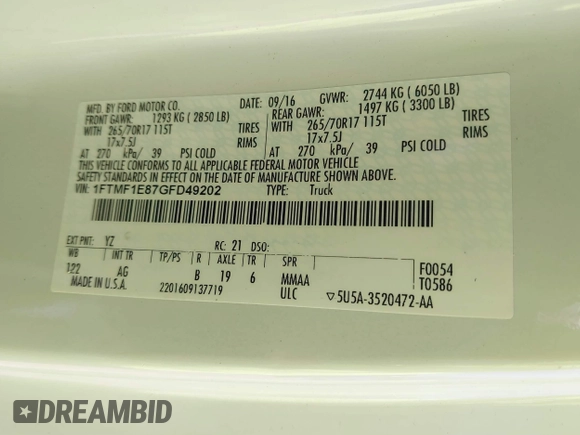 MFD. BY FORD MOTOR CO. DATE: 09/16 GVWR: 2744 KG ( 6050 LB)
FRONT GAWR: 1293 KG ( 2850 LB) REAR GAWR: 1497 KG ( 3300 LB)
WITH 265/70R17 115T TIRES WITH 265/70R17 115T TIRES
17x7.5J RIMS 17x7.5J RIMS
AT 270 kPa/ 39 PSI COLD AT 270 kPa/ 39 PSI COLD
THIS VEHICLE CONFORMS TO ALL APPLICABLE FEDERAL MOTOR VEHICLE
SAFETY STANDARDS IN EFFECT ON THE DATE OF MANUFACTURE SHOWN ABOVE.
VIN: 1FTMF1E87GFD49202 TYPE: Truck
EXT PNT: YZ RC: 21 DSO:
WB INT TR TP/PS R AXLE TR SPR F0054
122 AG B 19 6 MMAA T0586
MADE IN U.S.A. 2201609137719 ULC ▽5U5A-3520472-AA
DREAMBID